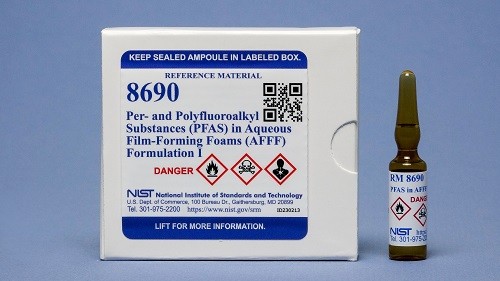 KEEP SEALED AMPOULE IN LABELED BOX.
REFERENCE MATERIAL
8690
Per- and Polyfluoroalkyl
Substances (PFAS) in Aqueous
Film-Forming Foams (AFFF)
Formulation I
DANGER
NIST National Institute of Standards and Technology
U.S. Dept. of Commerce, 100 Bureau Dr., Gaithersburg, MD 20899
Tel. 301-975-2200 https://www.nist.gov/srm ID230213
LIFT FOR MORE INFORMATION.
RM 8690
PFAS in AFFF
DANG
NIST
Tel. 301-975-2